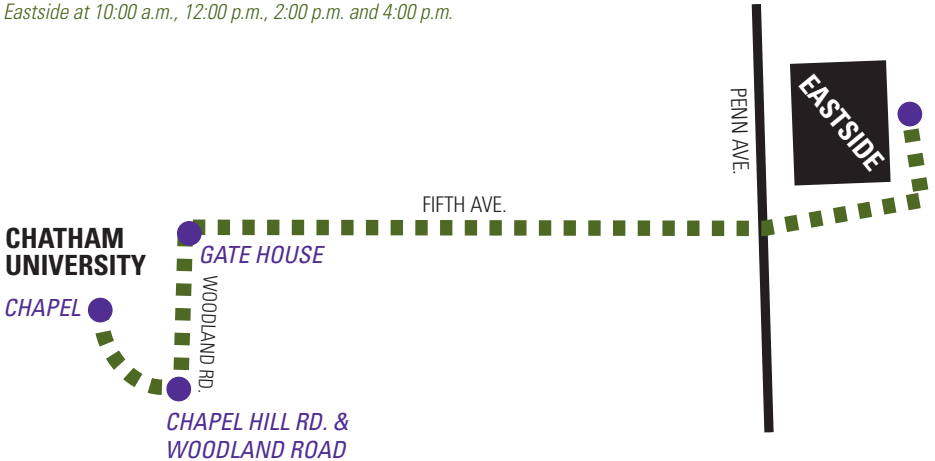 Eastside at 10:00 a.m., 12:00 p.m., 2:00 p.m. and 4:00 p.m.
PENN AVE.
EASTSIDE
FIFTH AVE.
CHATHAM
UNIVERSITY
GATE HOUSE
CHAPEL
WOODLAND RD.
CHAPEL HILL RD. &
WOODLAND ROAD